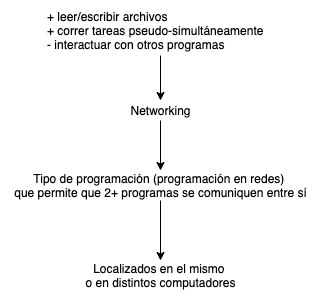 + leer/escribir archivos
+ correr tareas pseudo-simultáneamente
- interactuar con otros programas
Networking
Tipo de programación (programación en redes)
que permite que 2+ programas se comuniquen entre sí
Localizados en el mismo
o en distintos computadores